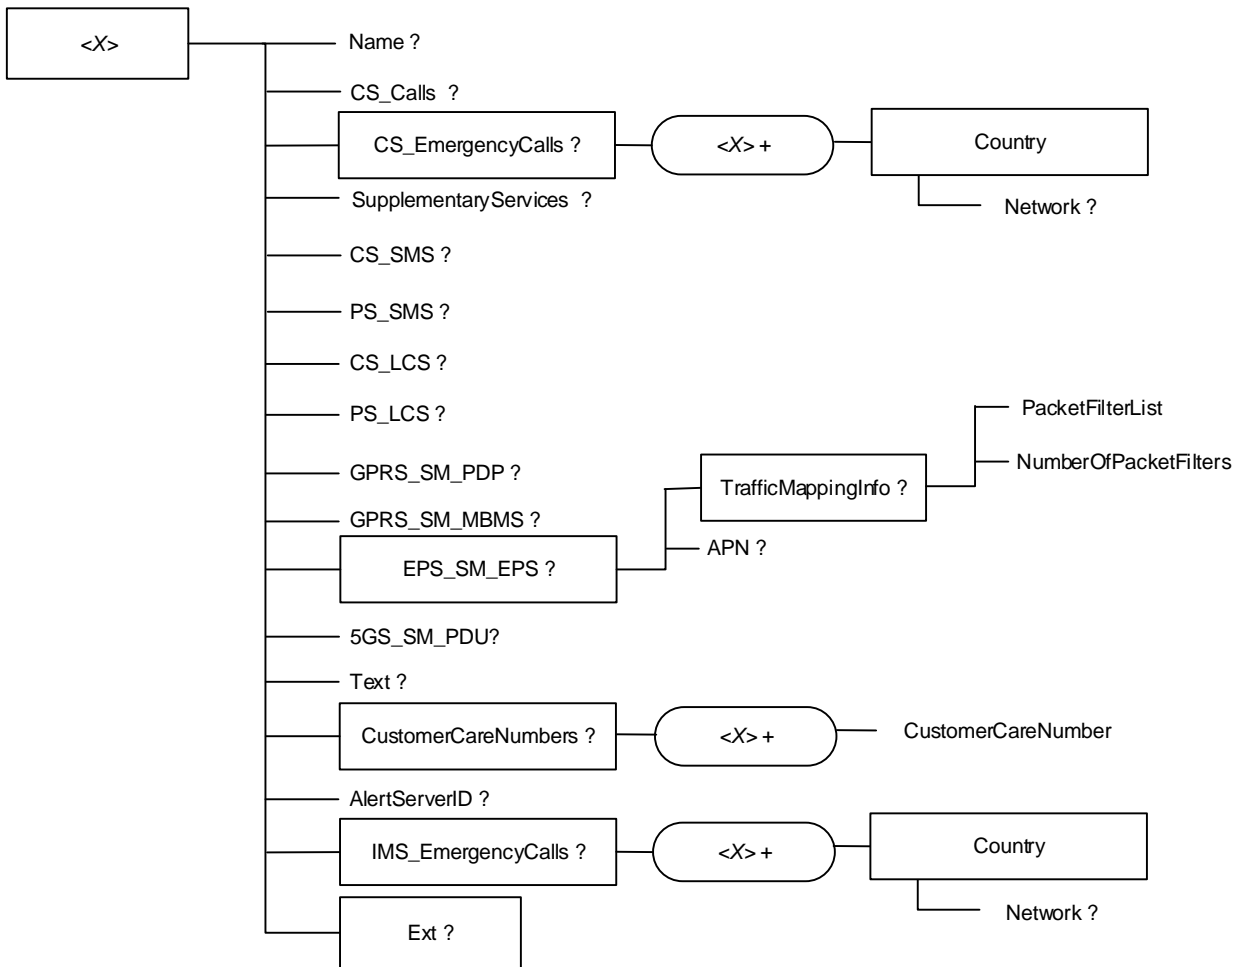 <X>
Name ?
CS_Calls ?
CS_EmergencyCalls ?
<X> +
Country
Network ?
SupplementaryServices ?
CS_SMS ?
PS_SMS ?
CS_LCS ?
PS_LCS ?
GPRS_SM_PDP ?
GPRS_SM_MBMS ?
EPS_SM_EPS ?
TrafficMappingInfo ?
PacketFilterList
NumberOfPacketFilters
APN ?
5GS_SM_PDU?
Text ?
CustomerCareNumbers ?
<X> +
CustomerCareNumber
AlertServerID ?
IMS_EmergencyCalls ?
<X> +
Country
Network ?
Ext ?